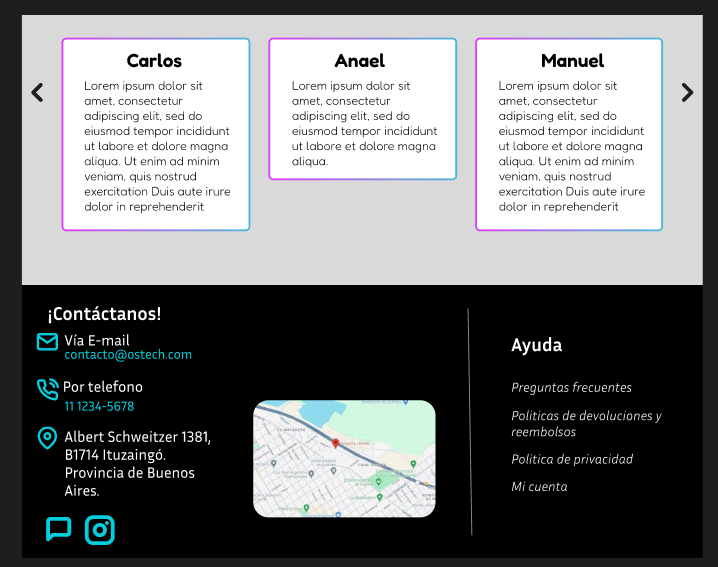 Carlos
Lorem ipsum dolor sit
amet, consectetur
adipiscing elit, sed do
eiusmod tempor incididunt
ut labore et dolore magna
aliqua. Ut enim ad minim
veniam, quis nostrud
exercitation Duis aute irure
dolor in reprehenderit
Anael
Lorem ipsum dolor sit
amet, consectetur
adipiscing elit, sed do
eiusmod tempor incididunt
ut labore et dolore magna
aliqua.
Manuel
Lorem ipsum dolor sit
amet, consectetur
adipiscing elit, sed do
eiusmod tempor incididunt
ut labore et dolore magna
aliqua. Ut enim ad minim
veniam, quis nostrud
exercitation Duis aute irure
dolor in reprehenderit
¡Contáctanos!
Vía E-mail
contacto@ostech.com
Por telefono
11 1234-5678
Albert Schweitzer 1381,
B1714 Ituzaingó.
Provincia de Buenos
Aires.
Ayuda
Preguntas frecuentes
Politicas de devoluciones y
reembolsos
Politica de privacidad
Mi cuenta